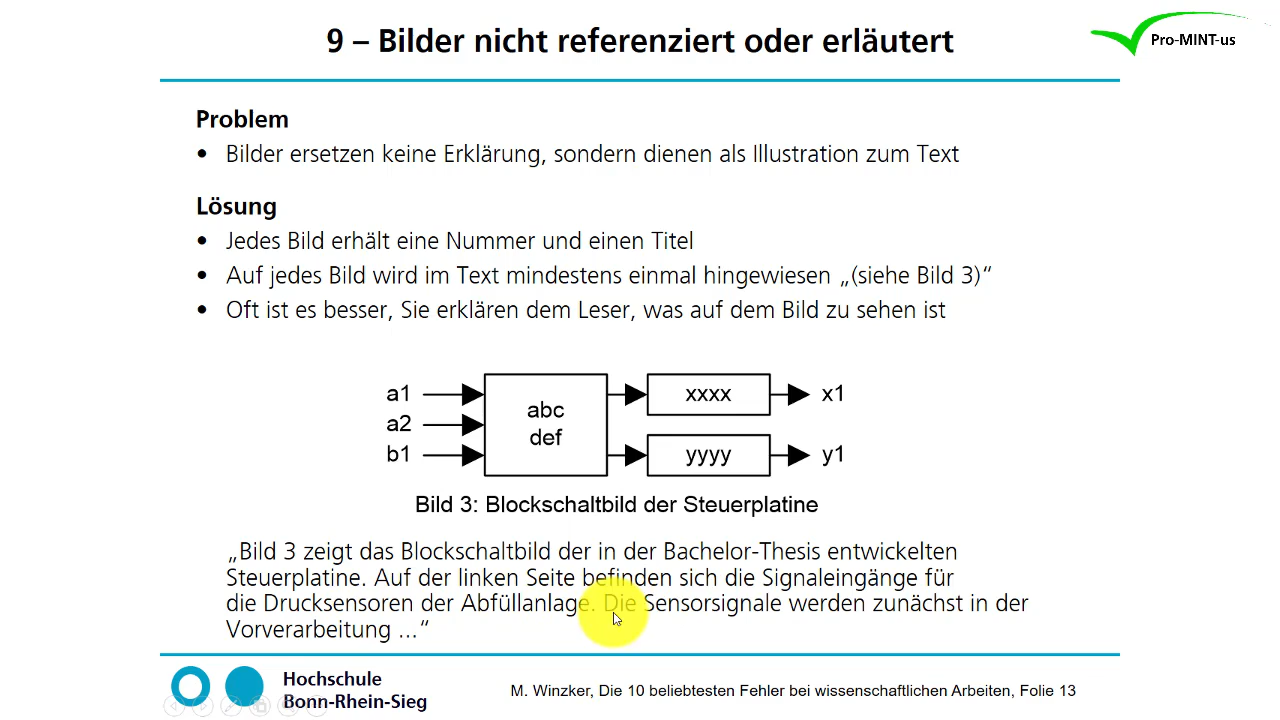 9 – Bilder nicht referenziert oder erläutert
Pro-MINT-us
Problem
• Bilder ersetzen keine Erklärung, sondern dienen als Illustration zum Text
Lösung
• Jedes Bild erhält eine Nummer und einen Titel
• Auf jedes Bild wird im Text mindestens einmal hingewiesen „(siehe Bild 3)“
• Oft ist es besser, Sie erklären dem Leser, was auf dem Bild zu sehen ist
a1
a2
b1
abc
def
xxxx
yyyy
x1
y1
Bild 3: Blockschaltbild der Steuerplatine
„Bild 3 zeigt das Blockschaltbild der in der Bachelor-Thesis entwickelten
Steuerplatine. Auf der linken Seite befinden sich die Signaleingänge für
die Drucksensoren der Abfüllanlage. Die Sensorsignale werden zunächst in der
Vorverarbeitung ...“
Hochschule
Bonn-Rhein-Sieg
M. Winzker, Die 10 beliebtesten Fehler bei wissenschaftlichen Arbeiten, Folie 13